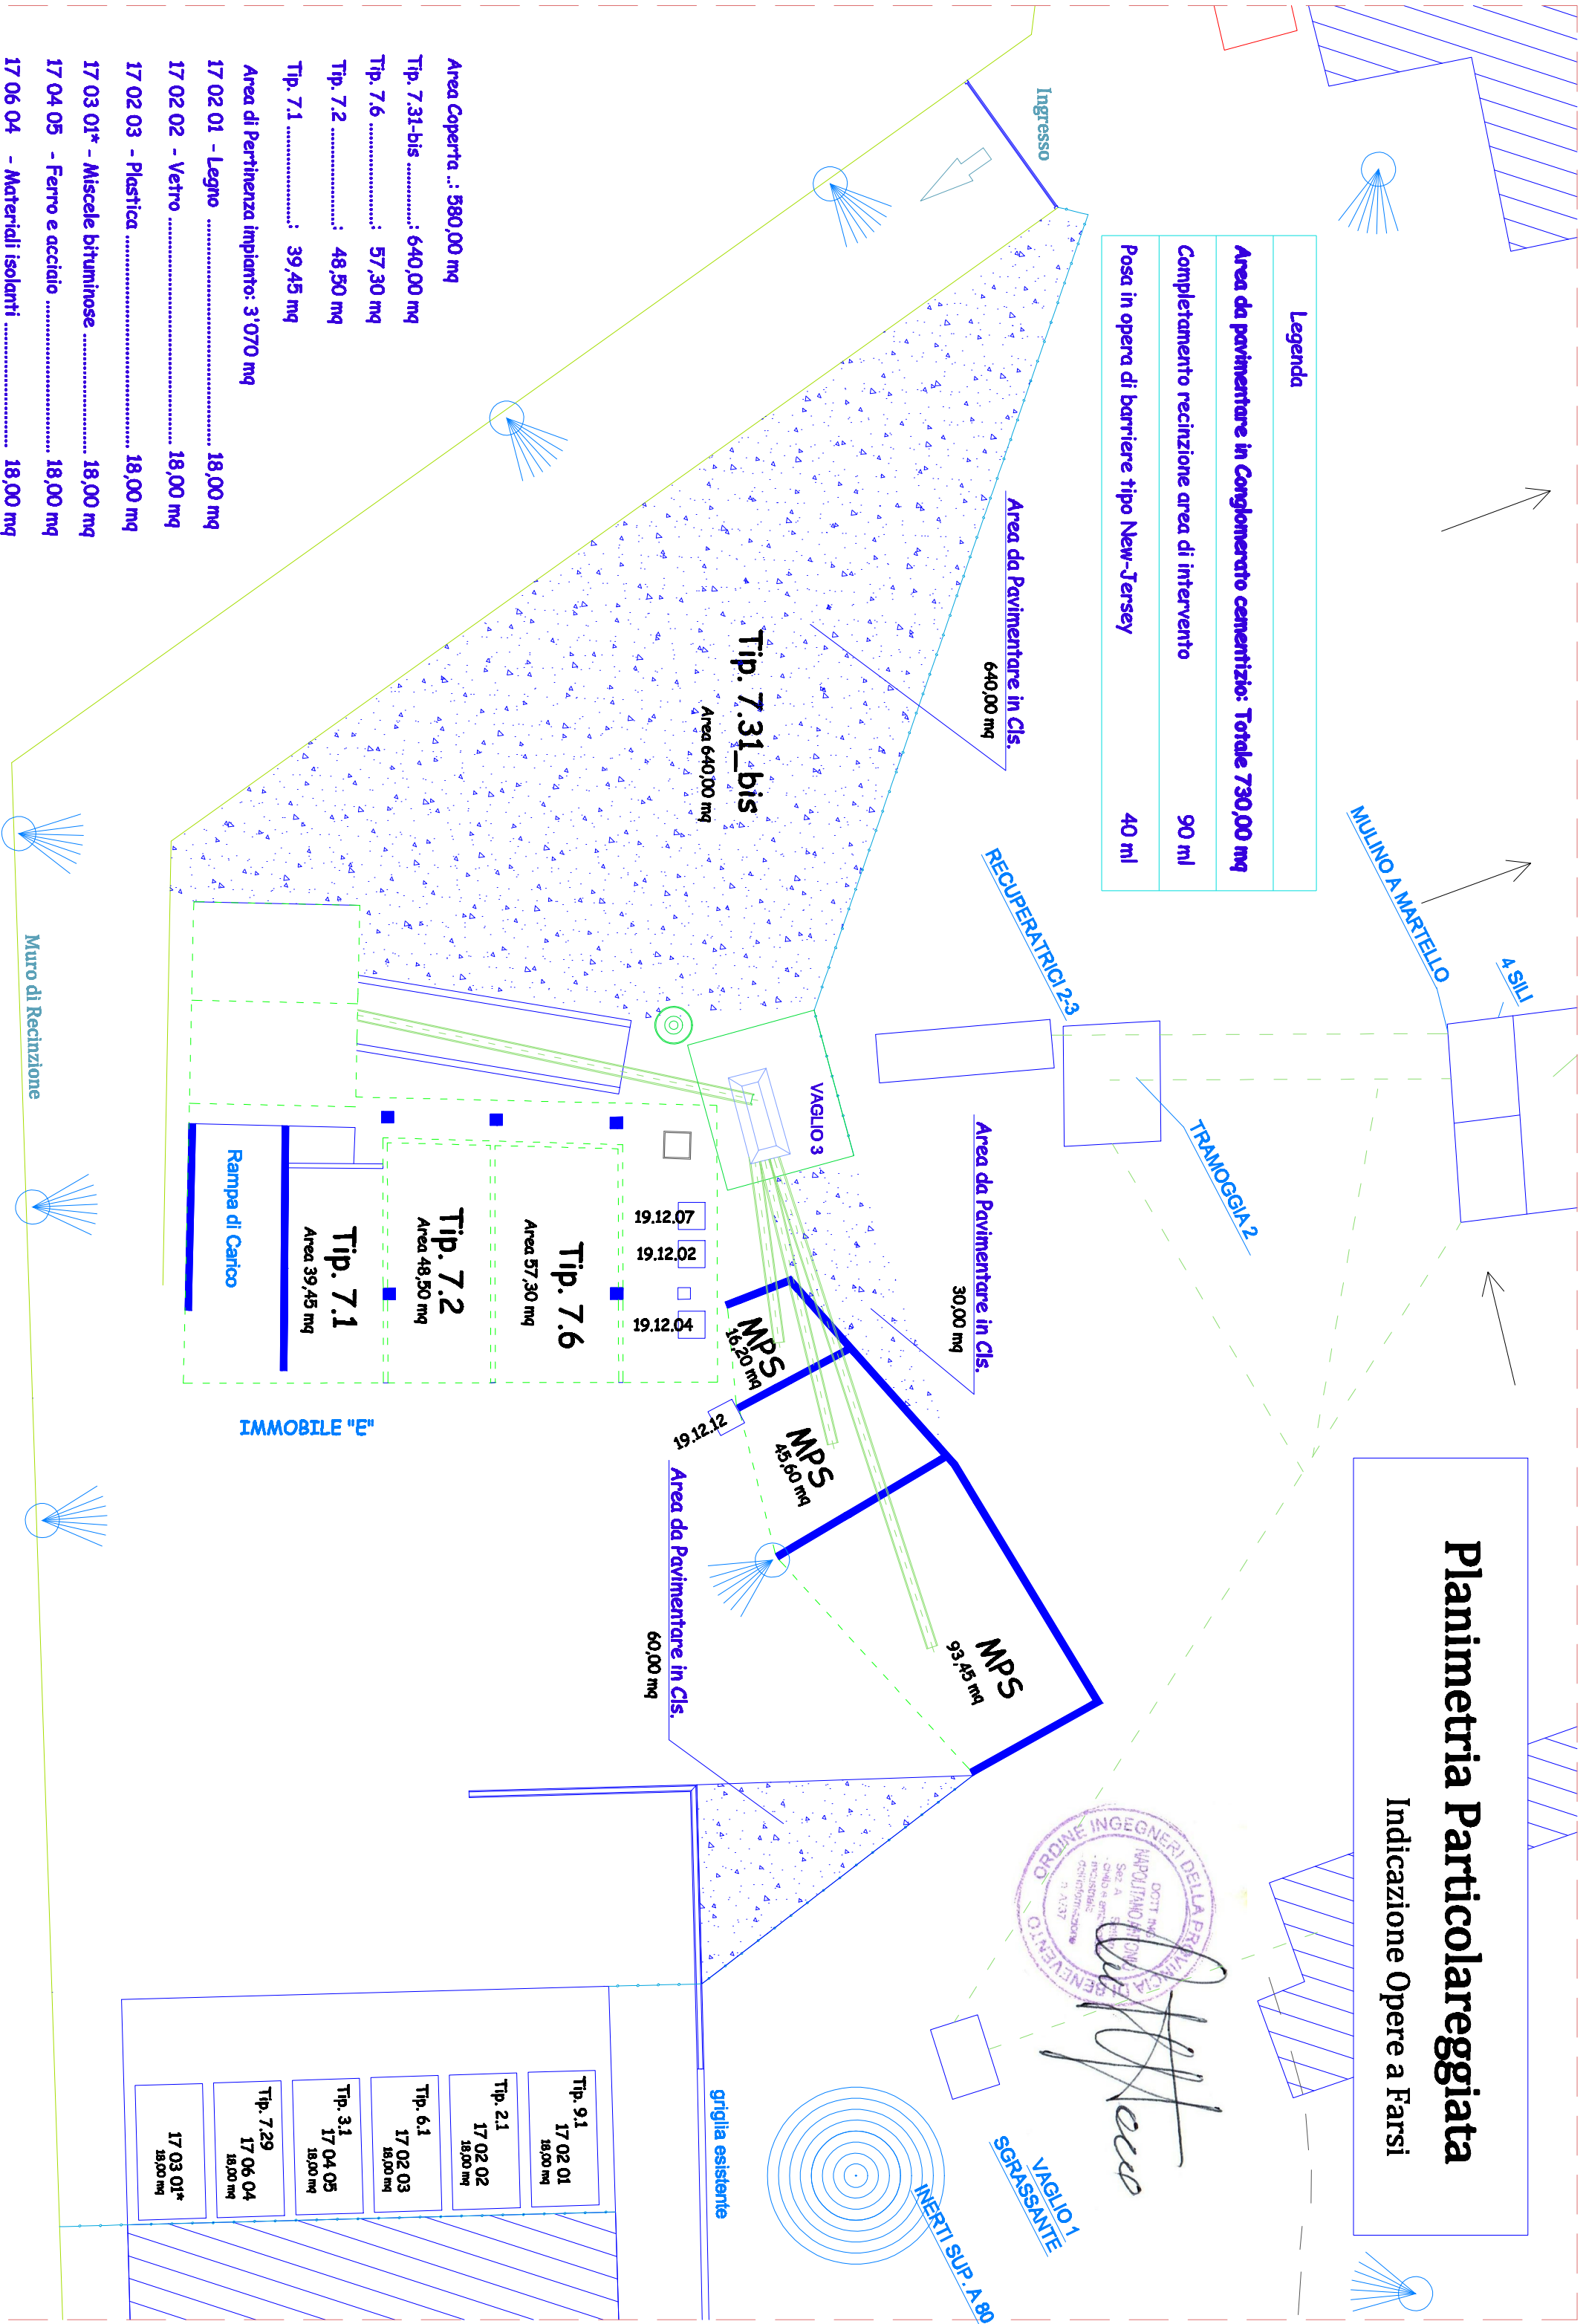 Planimetria Particolareggiata
Indicazione Opere a Farsi
Legenda
Area da pavimentare in Conglomerato cementizio: Totale 730,00 mq
Completamento recinzione area di intervento 90 ml
Posa in opera di barriere tipo New-Jersey 40 ml
MULINO A MARTELLO
4 SILI
RECUPERATRICI 2-3
TRAMOGGIA 2
Ingresso
Area da Pavimentare in Cls.
640,00 mq
Tip. 7.31_bis
Area 640,00 mq
VAGLIO 3
Area da Pavimentare in Cls.
30,00 mq
MPS
16,20 mq
MPS
45,60 mq
MPS
93,45 mq
19.12.07
19.12.02
19.12.04
19.12.12
Tip. 7.6
Area 57,30 mq
Tip. 7.2
Area 48,50 mq
Tip. 7.1
Area 39,45 mq
Rampa di Carico
IMMOBILE "E"
Area da Pavimentare in Cls.
60,00 mq
Muro di Recinzione
ORDINE INGEGNERI DELLA PROVINCIA DI BENEVENTO
DOTT. ING.
NAPOLITANO ANTONIO
Sez. A
VAGLIO 1
SGRASSANTE
INERTI SUP. A 80
griglia esistente
Tip. 9.1
17 02 01
18,00 mq
Tip. 2.1
17 02 02
18,00 mq
Tip. 6.1
17 02 03
18,00 mq
Tip. 3.1
17 04 05
18,00 mq
Tip. 7.29
17 06 04
18,00 mq
17 03 01*
18,00 mq
Area Coperta ..: 580,00 mq
Tip. 7.31-bis ..............: 640,00 mq
Tip. 7.6 ........................: 57,30 mq
Tip. 7.2 ........................: 48,50 mq
Tip. 7.1 ........................: 39,45 mq
Area di Pertinenza impianto: 3'070 mq
17 02 01 - Legno ........................................................ 18,00 mq
17 02 02 - Vetro ........................................................ 18,00 mq
17 02 03 - Plastica ..................................................... 18,00 mq
17 03 01* - Miscele bituminose .............................. 18,00 mq
17 04 05 - Ferro e acciaio ..................................... 18,00 mq
17 06 04 - Materiali isolanti ............................... 18,00 mq